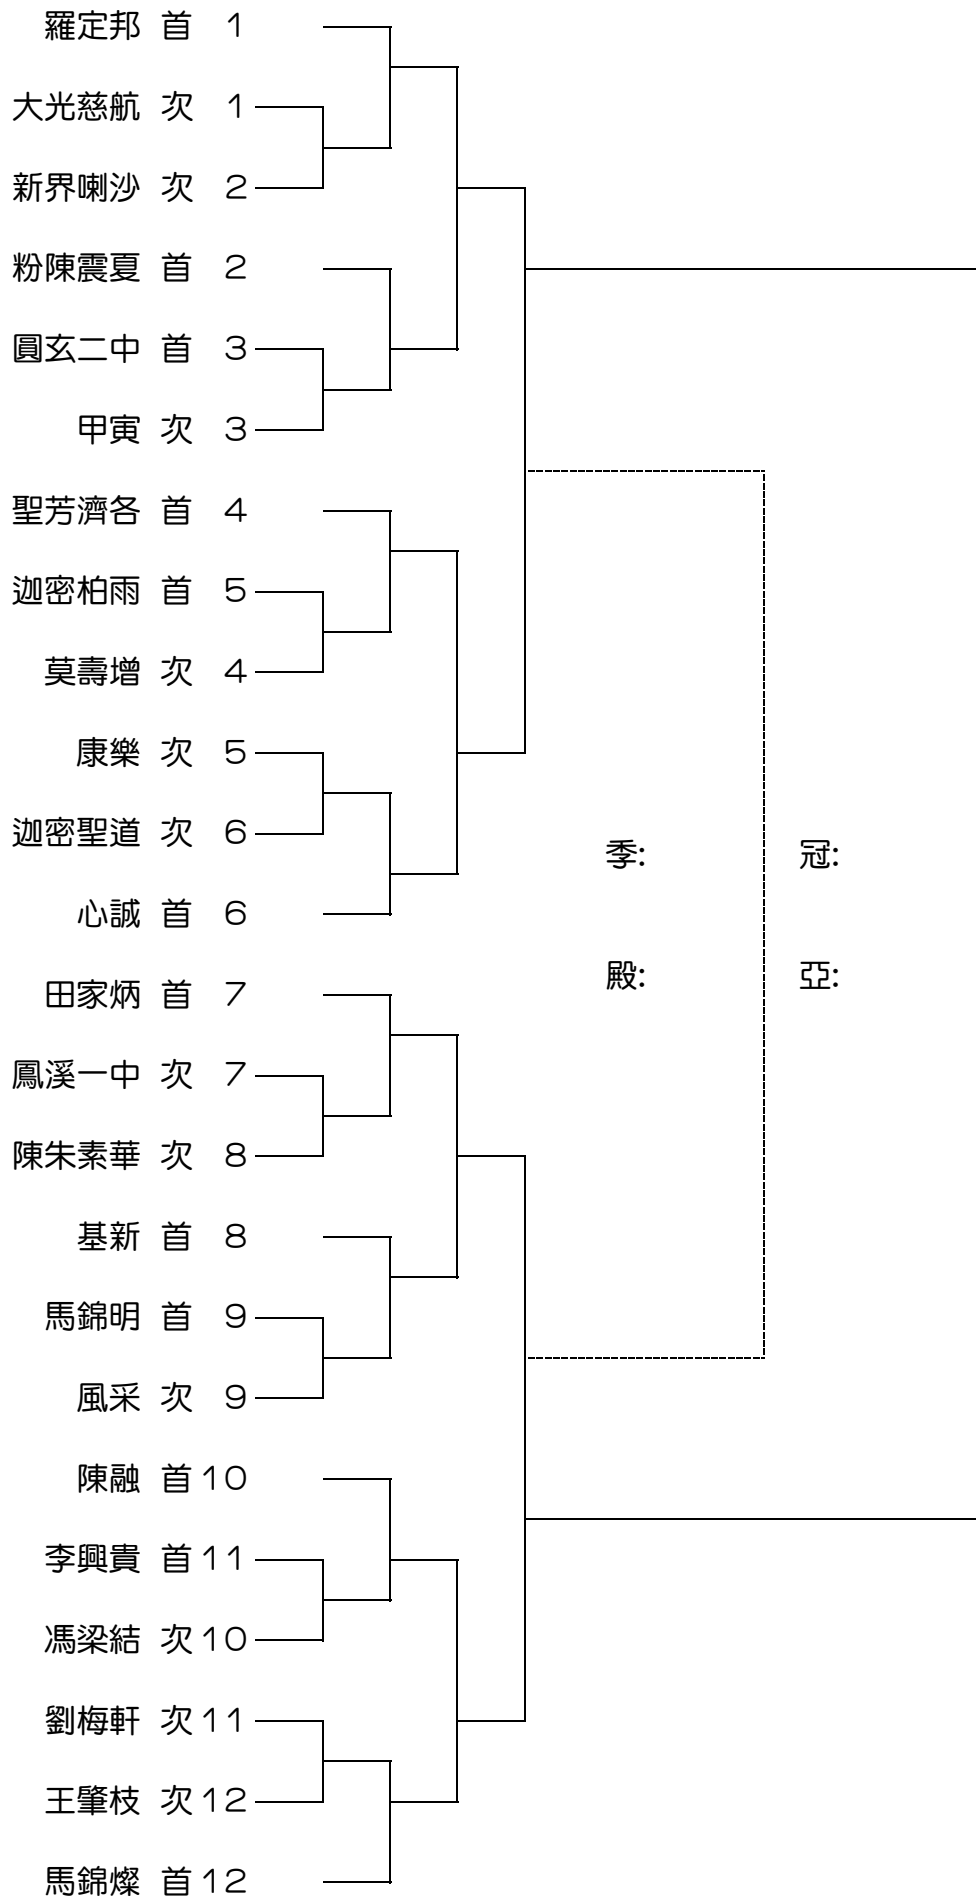 羅定邦 首 1
大光慈航 次 1
新界喇沙 次 2
粉陳震夏 首 2
圓玄二中 首 3
甲寅 次 3
聖芳濟各 首 4
迦密柏雨 首 5
莫壽增 次 4
康樂 次 5
迦密聖道 次 6
季: 冠:
心誠 首 6
殿: 亞:
田家炳 首 7
鳳溪一中 次 7
陳朱素華 次 8
基新 首 8
馬錦明 首 9
風采 次 9
陳融 首 10
李興貴 首 11
馮梁結 次 10
劉梅軒 次 11
王肇枝 次 12
馬錦燦 首 12